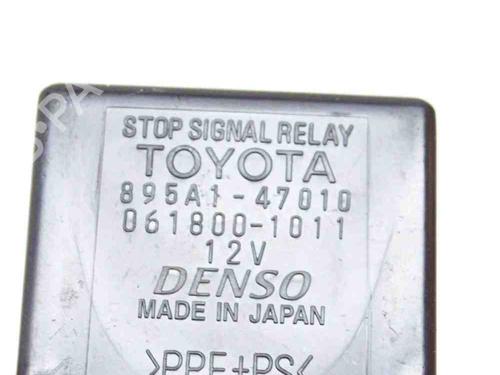 STOP SIGNAL RELAY
TOYOTA
895A1-47010
061800-1011
12V
DENSO
MADE IN JAPAN
>PPE+PS<